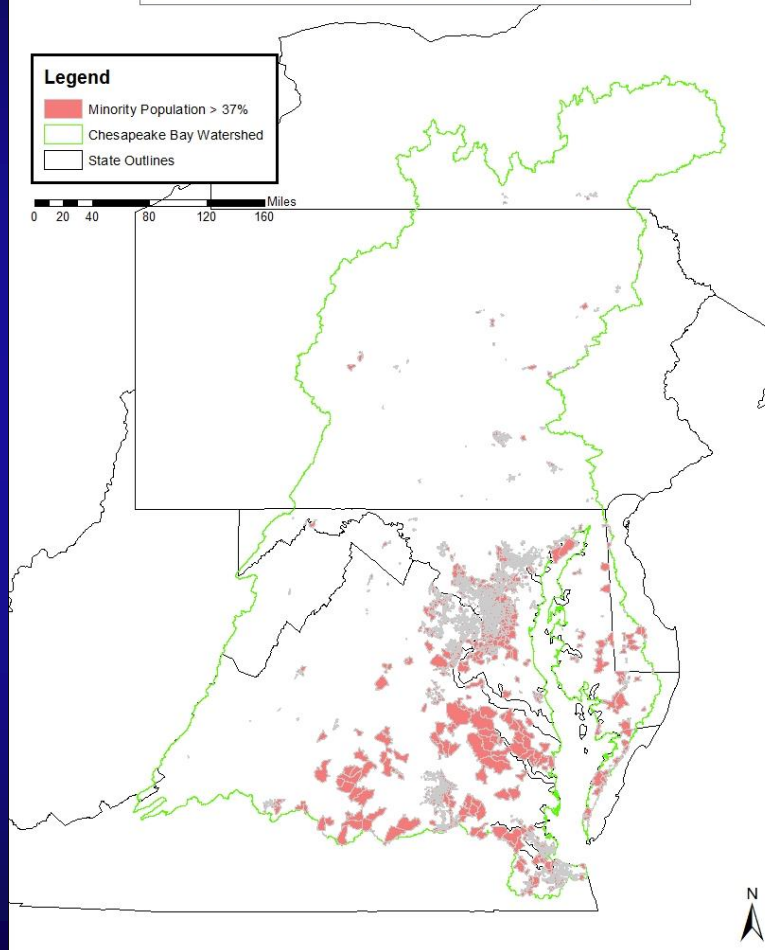 Legend
Minority Population > 37%
Chesapeake Bay Watershed
State Outlines
Miles
0 20 40 80 120 160
N